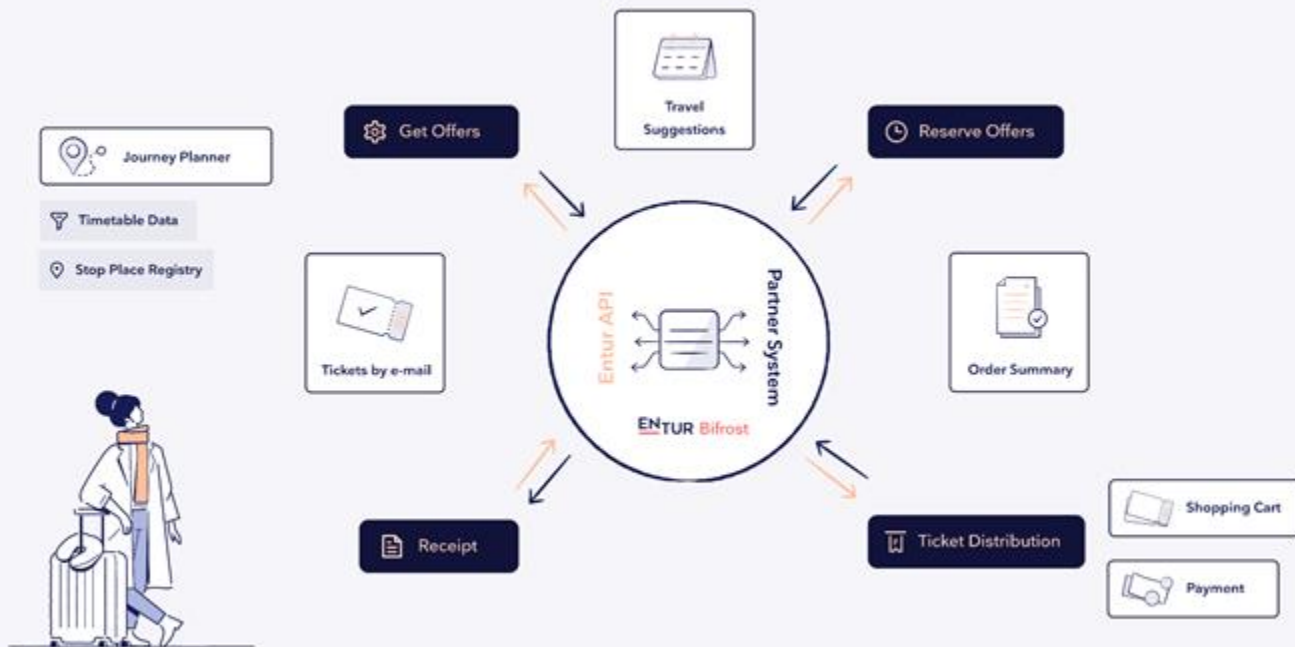 Travel
Suggestions
Get Offers
Reserve Offers
Journey Planner
Timetable Data
Stop Place Registry
Tickets by e-mail
Entur API
Partner System
ENTUR Bifrost
Order Summary
Receipt
Ticket Distribution
Shopping Cart
Payment